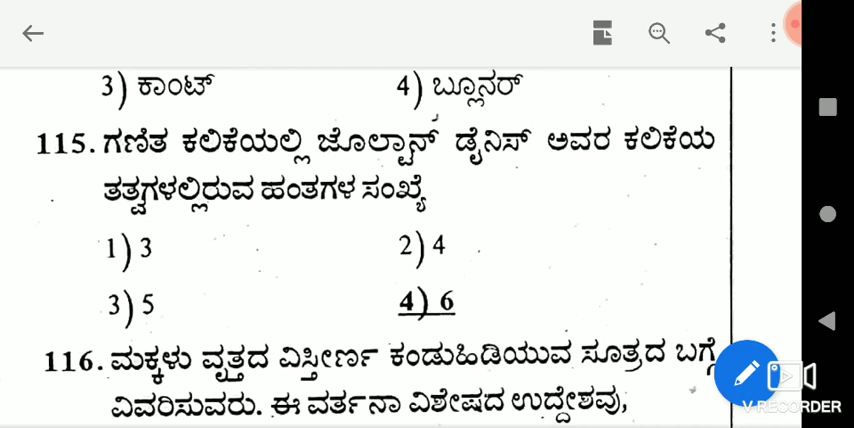 3) ಕಾಂಟ್ 4) ಬ್ಲೂನರ್
115. ಗಣಿತ ಕಲಿಕೆಯಲ್ಲಿ ಜೊಲ್ಟಾನ್ ಡೈನಿಸ್ ಅವರ ಕಲಿಕೆಯ
ತತ್ವಗಳಲ್ಲಿರುವ ಹಂತಗಳ ಸಂಖ್ಯೆ
1) 3 2) 4
3) 5 4) 6
116. ಮಕ್ಕಳು ವೃತ್ತದ ವಿಸ್ತೀರ್ಣ ಕಂಡುಹಿಡಿಯುವ ಸೂತ್ರದ ಬಗ್ಗೆ
ವಿವರಿಸುವರು. ಈ ವರ್ತನಾ ವಿಶೇಷದ ಉದ್ದೇಶವು,
V RECORDER